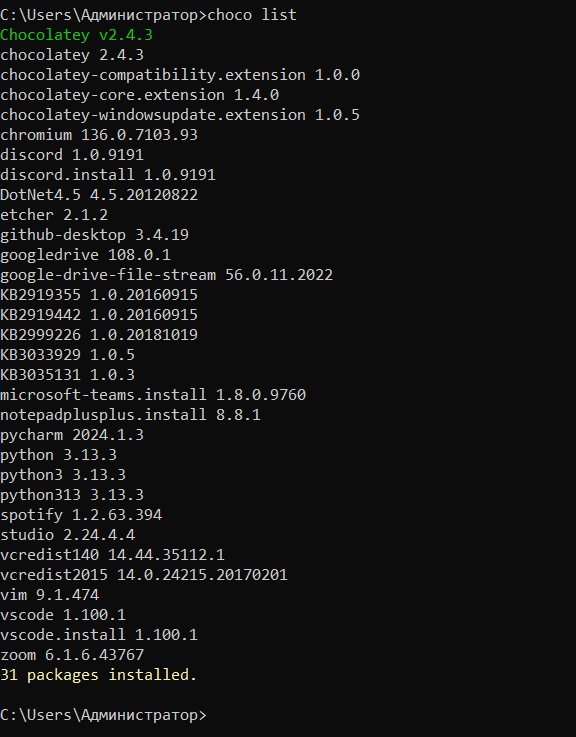 C:\Users\Администратор>choco list
Chocolatey v2.4.3
chocolatey 2.4.3
chocolatey-compatibility.extension 1.0.0
chocolatey-core.extension 1.4.0
chocolatey-windowsupdate.extension 1.0.5
chromium 136.0.7103.93
discord 1.0.9191
discord.install 1.0.9191
DotNet4.5 4.5.20120822
etcher 2.1.2
github-desktop 3.4.19
googledrive 108.0.1
google-drive-file-stream 56.0.11.2022
KB2919355 1.0.20160915
KB2919442 1.0.20160915
KB2999226 1.0.20181019
KB3033929 1.0.5
KB3035131 1.0.3
microsoft-teams.install 1.8.0.9760
notepadplusplus.install 8.8.1
pycharm 2024.1.3
python 3.13.3
python3 3.13.3
python313 3.13.3
spotify 1.2.63.394
studio 2.24.4.4
vcredist140 14.44.35112.1
vcredist2015 14.0.24215.20170201
vim 9.1.474
vscode 1.100.1
vscode.install 1.100.1
zoom 6.1.6.43767
31 packages installed.
C:\Users\Администратор>